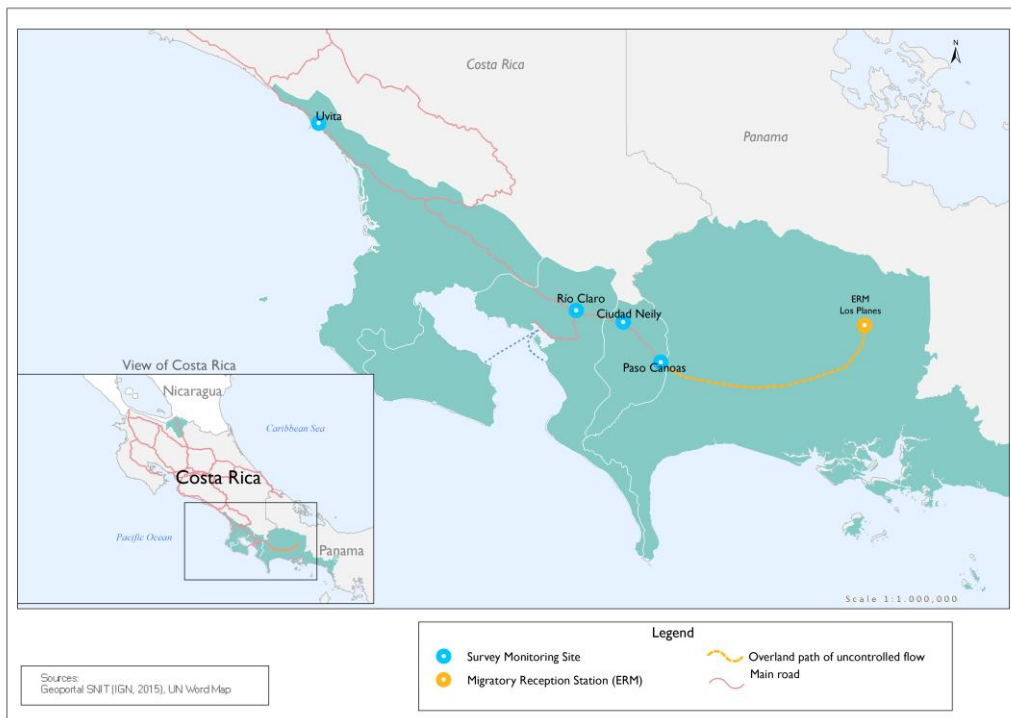 N
Costa Rica
Uvita
Panama
Río Claro
Ciudad Neily
ERM
Los Planes
Paso Canoas
View of Costa Rica
Nicaragua
Caribbean Sea
Costa Rica
Pacific Ocean
Panama
Scale 1:1.000,000
Legend
Survey Monitoring Site
Overland path of uncontrolled flow
Migratory Reception Station (ERM)
Main road
Sources:
Geoportal SNIT (IGN, 2015), UN Word Map